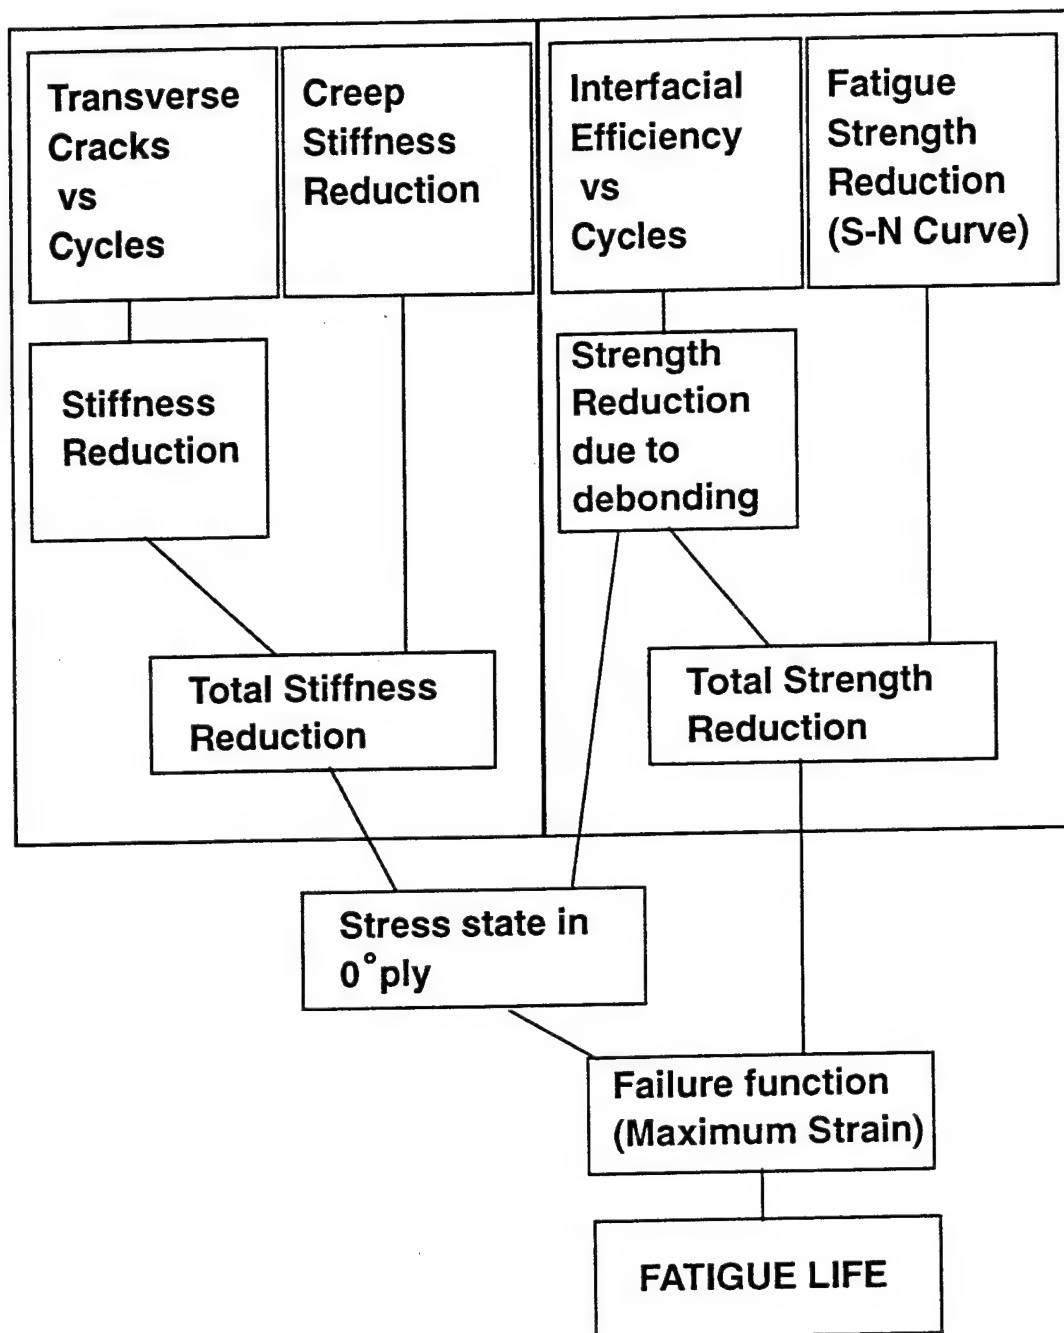 Transverse
Cracks
vs
Cycles
Creep
Stiffness
Reduction
Interfacial
Efficiency
vs
Cycles
Fatigue
Strength
Reduction
(S-N Curve)
Stiffness
Reduction
Strength
Reduction
due to
debonding
Total Stiffness
Reduction
Total Strength
Reduction
Stress state in
0°ply
Failure function
(Maximum Strain)
FATIGUE LIFE